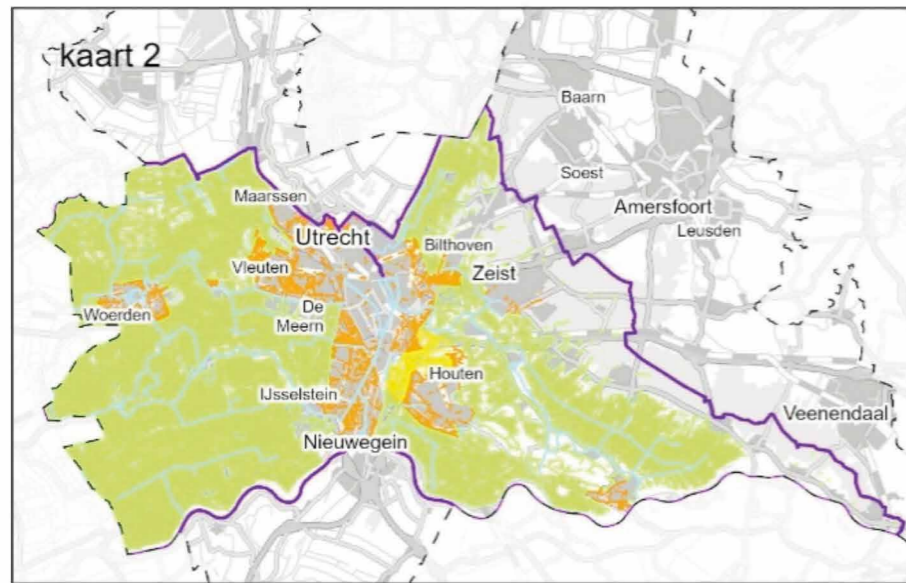 kaart 2
Baarn
Soest
Maarssen
Amersfoort
Utrecht
Leusden
Bilthoven
Vleuten
Zeist
Woerden
De
Meern
Houten
IJsselstein
Veenendaal
Nieuwegein